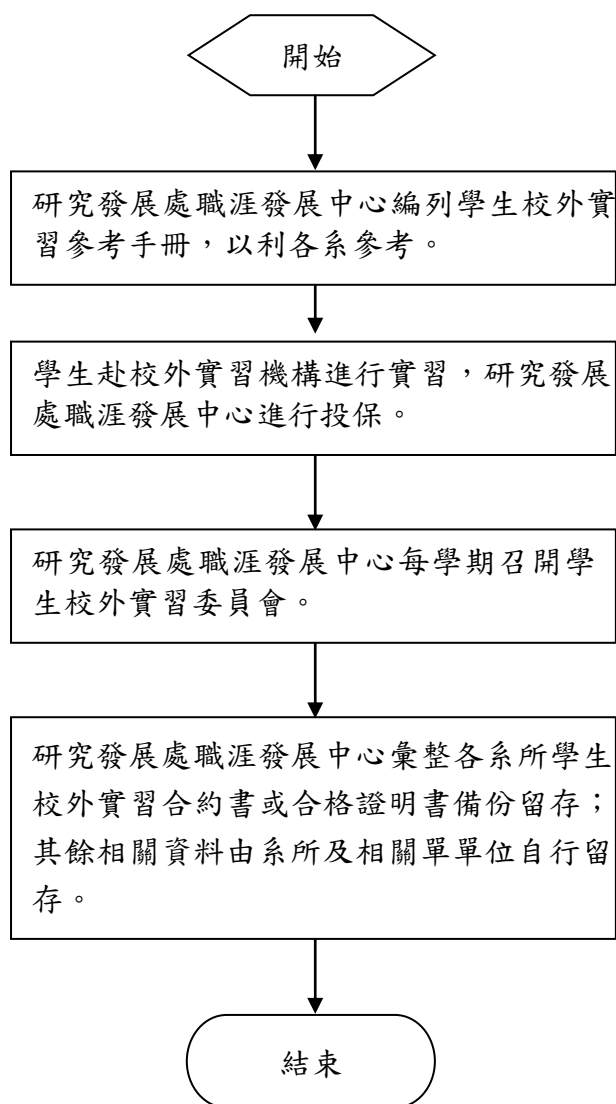 開始
研究發展處職涯發展中心編列學生校外實
習參考手冊，以利各系參考。
學生赴校外實習機構進行實習，研究發展
處職涯發展中心進行投保。
研究發展處職涯發展中心每學期召開學
生校外實習委員會。
研究發展處職涯發展中心彙整各系所學生
校外實習合約書或合格證明書備份留存；
其餘相關資料由系所及相關單單位自行留
存。
結束